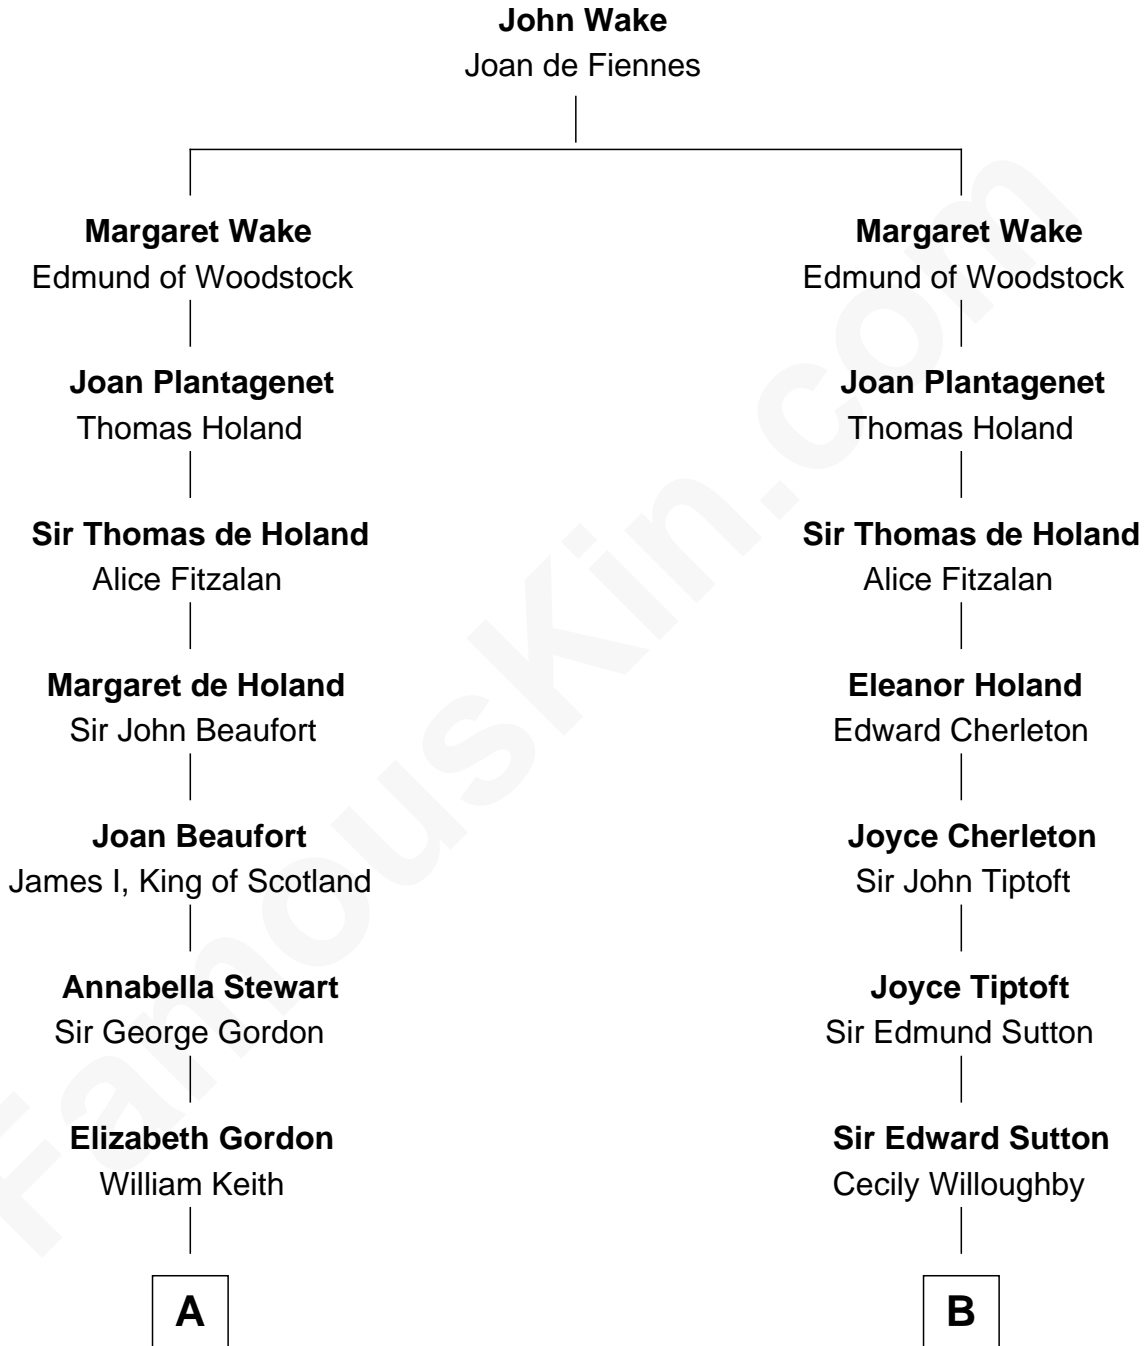 John Wake
Joan de Fiennes
Margaret Wake
Edmund of Woodstock
Margaret Wake
Edmund of Woodstock
Joan Plantagenet
Thomas Holand
Joan Plantagenet
Thomas Holand
Sir Thomas de Holand
Alice Fitzalan
Sir Thomas de Holand
Alice Fitzalan
Margaret de Holand
Sir John Beaufort
Eleanor Holand
Edward Cherleton
Joan Beaufort
James I, King of Scotland
Joyce Cherleton
Sir John Tiptoft
Annabella Stewart
Sir George Gordon
Joyce Tiptoft
Sir Edmund Sutton
Elizabeth Gordon
William Keith
Sir Edward Sutton
Cecily Willoughby
A
B
FamousKin.com